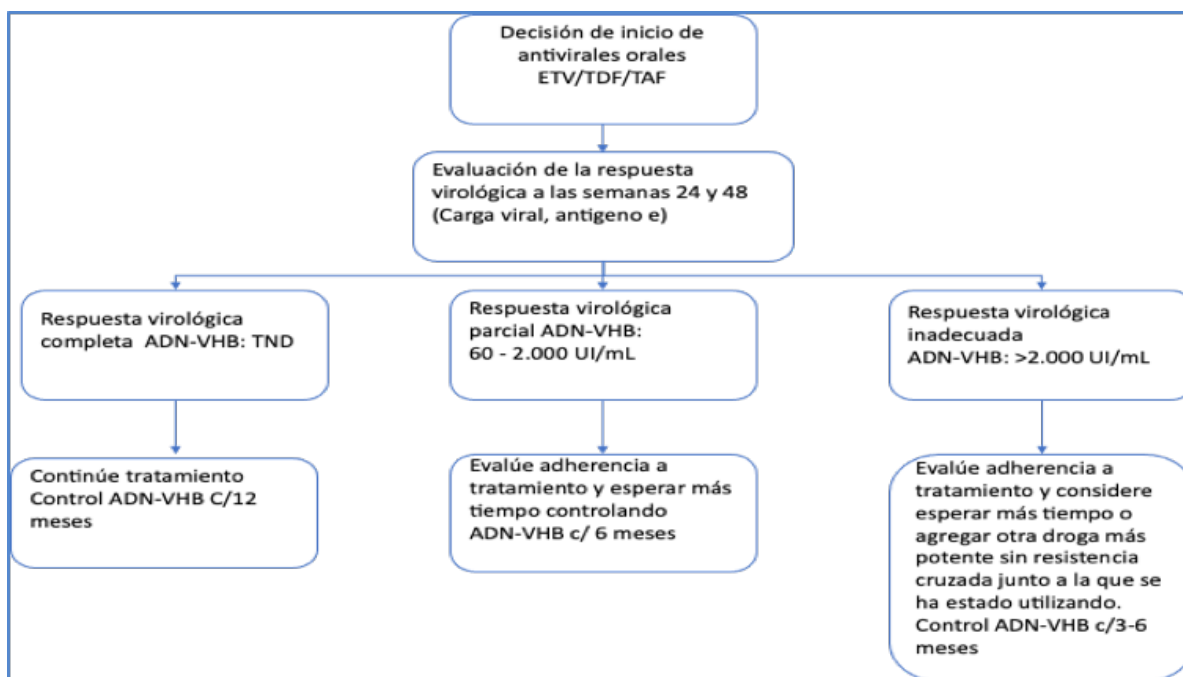 Decisión de inicio de
antivirales orales
ETV/TDF/TAF
Evaluación de la respuesta
virológica a las semanas 24 y 48
(Carga viral, antigeno e)
Respuesta virológica
completa ADN-VHB: TND
Respuesta virológica
parcial ADN-VHB:
60 - 2.000 UI/mL
Respuesta virológica
inadecuada
ADN-VHB: >2.000 UI/mL
Continúe tratamiento
Control ADN-VHB C/12
meses
Evalúe adherencia a
tratamiento y esperar más
tiempo controlando
ADN-VHB c/ 6 meses
Evalúe adherencia a
tratamiento y considere
esperar más tiempo o
agregar otra droga más
potente sin resistencia
cruzada junto a la que se
ha estado utilizando.
Control ADN-VHB c/3-6
meses